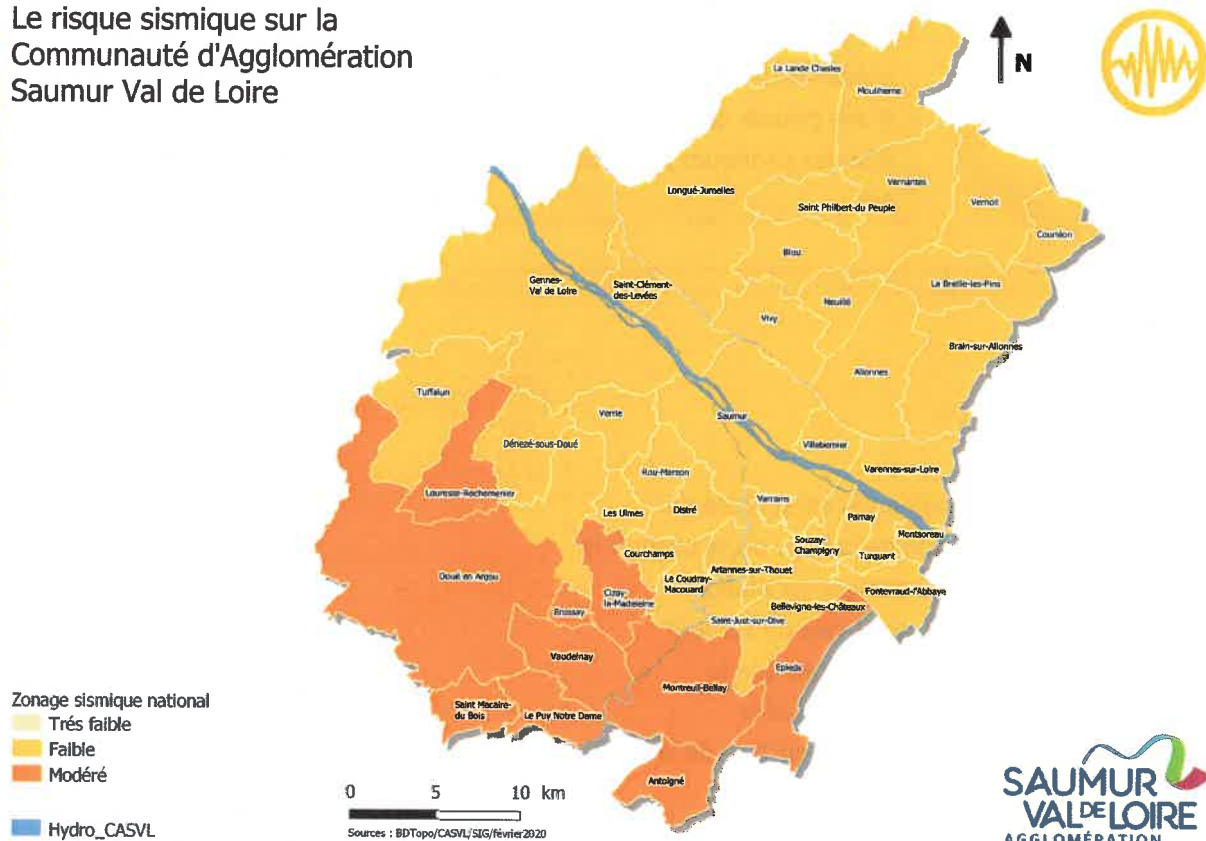 Le risque sismique sur la
Communauté d'Agglomération
Saumur Val de Loire
N
La Lande Chasles
Mouliherne
Longué-Jumelles
Vernantes
Saint Philbert-du Peuple
Vernoil
Courléon
Blou
Gennes-
Val de Loire
Saint-Clément-
des-Levées
La Breille-les-Pins
Neuillé
Vivy
Brain-sur-Allonnes
Allonnes
Tuffalun
Verrie
Saumur
Dénezé-sous-Doué
Villebernier
Rou-Marson
Varennes-sur-Loire
Louresse-Rochemenier
Varrains
Les Ulmes
Distré
Parnay
Montsoreau
Souzay-
Champigny
Courchamps
Turquant
Artannes-sur-Thouet
Doué en Anjou
Le Coudray-
Macouard
Cizay
la-Madeleine
Fontevraud-l'Abbaye
Brossay
Bellevigne-les-Châteaux
Saint-Just-sur-Dive
Vaudelnay
Epieds
Montreuil-Bellay
Saint Macaire-
du Bois
Le Puy Notre Dame
Antoigné
Zonage sismique national
Trés faible
Faible
Modéré
Hydro_CASVL
0 5 10 km
Sources : BDTopo/CASVL/SIG/février2020
SAUMUR
VAL DE LOIRE
AGGLOMÉRATION